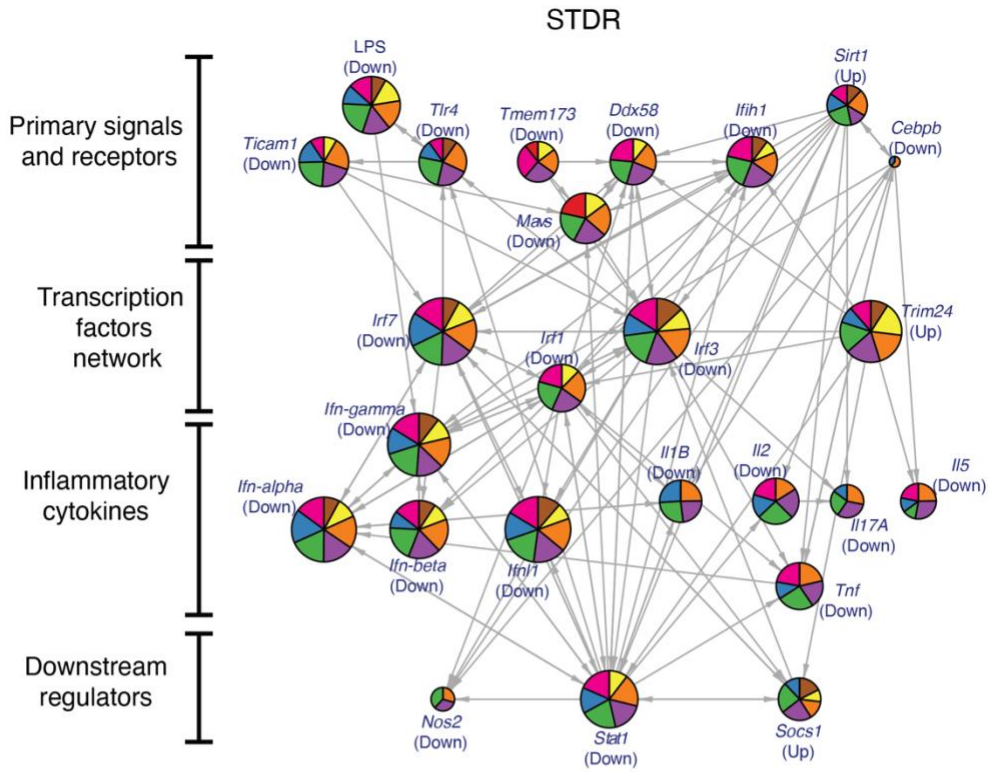 STDR
Primary signals
and receptors
LPS
(Down)
Ticam1
(Down)
Tlr4
(Down)
Tmem173
(Down)
Ddx58
(Down)
Ifih1
(Down)
Sirt1
(Up)
Cebpb
(Down)
Mavs
(Down)
Transcription
factors
network
Irf7
(Down)
Irf1
(Down)
Irf3
(Down)
Trim24
(Up)
Inflammatory
cytokines
Ifn-gamma
(Down)
Ifn-alpha
(Down)
Ifn-beta
(Down)
Ifnl1
(Down)
Il1B
(Down)
Il2
(Down)
Il17A
(Down)
Il5
(Down)
Tnf
(Down)
Downstream
regulators
Nos2
(Down)
Stat1
(Down)
Socs1
(Up)